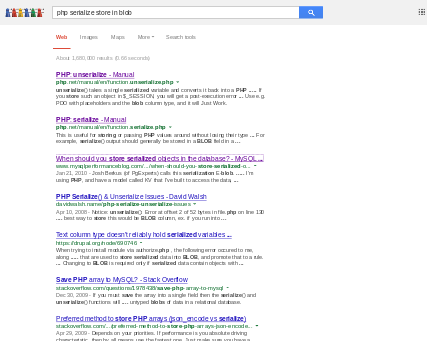 php serialize store in blob
Web Images Maps More Search tools
About 1,680,000 results (0.88 seconds)
PHP: unserialize - Manual
php.net/manual/en/function.unserialize.php
unserialize() takes a single serialized variable and converts it back into a PHP ..... If
you store such an object in $_SESSION, you will get a post-execution error ... Use e.g.
PDO with placeholders and the blob column type, and it will Just Work.
PHP: serialize - Manual
php.net/manual/en/function.serialize.php
This is useful for storing or passing PHP values around without losing their type ... For
example, serialize() output should generally be stored in a BLOB field in a ...
When should you store serialized objects in the database? - MySQL ...
www.mysqlperformanceblog.com/.../when-should-you-store-serialized-o...
Jan 21, 2010 - Josh Berkus (of PgExperts) calls this serialization E-blob. .... I'm
using PHP, and have a model called KV that I've built to access the data. ...
PHP Serialize() & Unserialize Issues - David Walsh
davidwalsh.name/php-serialize-unserialize-issues
Apr 10, 2008 - Notice: unserialize(): Error at offset 2 of 52 bytes in file.php on line 130
.... best way to store this would be BLOB column, ex. if you run into ...
Text column type doesn't reliably hold serialized variables ...
https://drupal.org/node/690746
When trying to install module via authorize.php, the following error occured to me,
along ..... that are used to store serialized data into BLOB, and promote that to a rule.
... Changing to BLOB is required only if serialized data contain objects with ...
Save PHP array to MySQL? - Stack Overflow
stackoverflow.com/questions/1978438/save-php-array-to-mysql
Dec 30, 2009 - If you must save the array into a single field then the serialize() and
unserialize() functions will .... untyped blobs of data in a relational database.
Preferred method to store PHP arrays (json_encode vs serialize)
stackoverflow.com/.../preferred-method-to-store-php-arrays-json-encode...
Apr 29, 2009 - Depends on your priorities. If performance is you absolute driving
characteristic, then by all means use the fastest one. Just make sure you have a